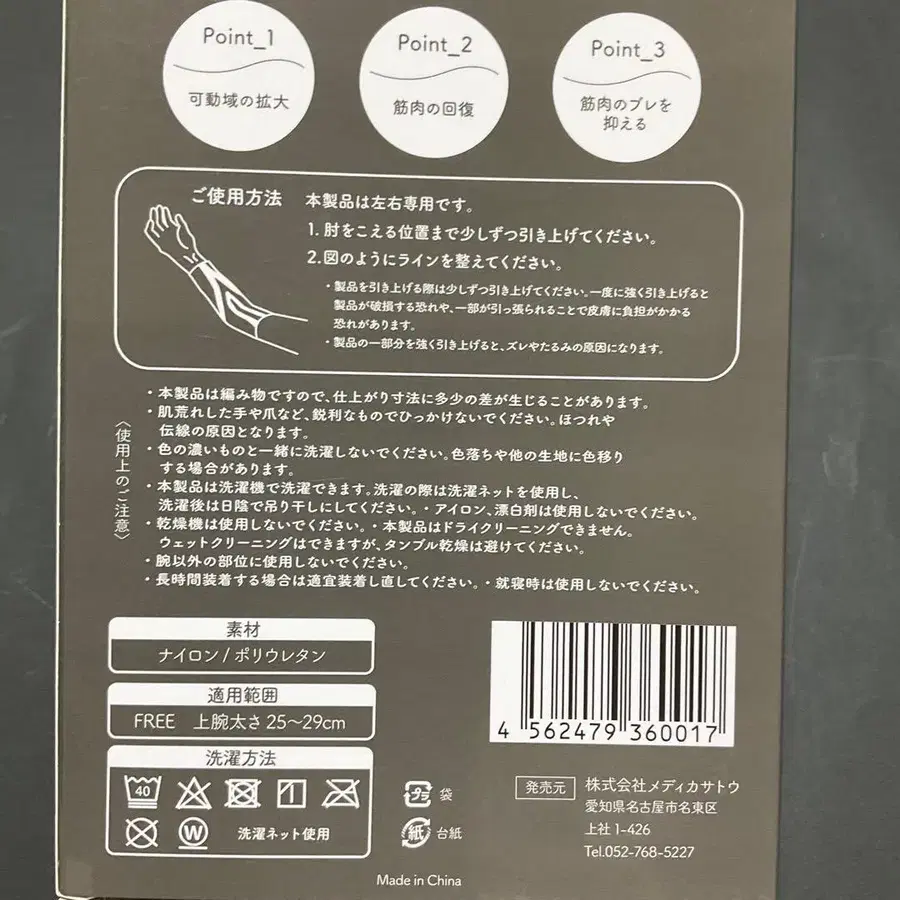 Point_1
可動域の拡大
Point_2
筋肉の回復
Point_3
筋肉のブレを
抑える
ご使用方法
本製品は左右専用です。
1. 肘をこえる位置まで少しずつ引き上げてください。
2. 図のようにラインを整えてください。
・製品を引き上げる際は少しずつ引き上げてください。一度に強く引き上げると
製品が破損する恐れや、一部が引っ張られることで皮膚に負担がかかる
恐れがあります。
・製品の一部分を強く引き上げると、ズレやたるみの原因になります。
〈使用上のご注意〉
・本製品は編み物ですので、仕上がり寸法に多少の差が生じることがあります。
・肌荒れした手や爪など、鋭利なものでひっかけないでください。ほつれや
伝線の原因となります。
・色の濃いものと一緒に洗濯しないでください。色落ちや他の生地に色移り
する場合があります。
・本製品は洗濯機で洗濯できます。洗濯の際は洗濯ネットを使用し、
洗濯後は日陰で吊り干しにしてください。・アイロン、漂白剤は使用しないでください。
・乾燥機は使用しないでください。・本製品はドライクリーニングできません。
ウェットクリーニングはできますが、タンブル乾燥は避けてください。
・腕以外の部位に使用しないでください。
・長時間装着する場合は適宜装着し直してください。・就寝時は使用しないでください。
素材
ナイロン / ポリウレタン
適用範囲
FREE 上腕太さ 25〜29cm
洗濯方法
40
W
洗濯ネット使用
プラ 袋
紙 台紙
4 562479 360017
発売元 株式会社メディカサトウ
愛知県名古屋市名東区
上社 1-426
Tel.052-768-5227
Made in China